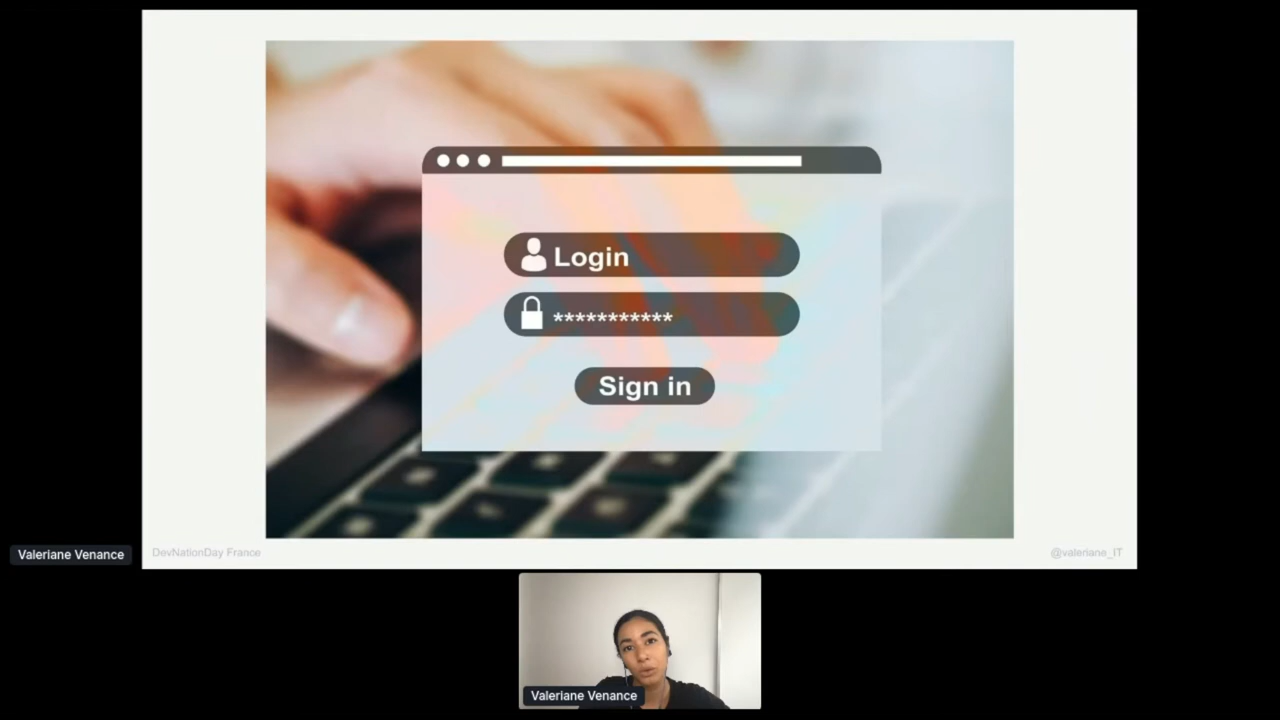 Login
***********
Sign in
Valeriane Venance
DevNationDay France
@valeriane_IT
Valeriane Venance